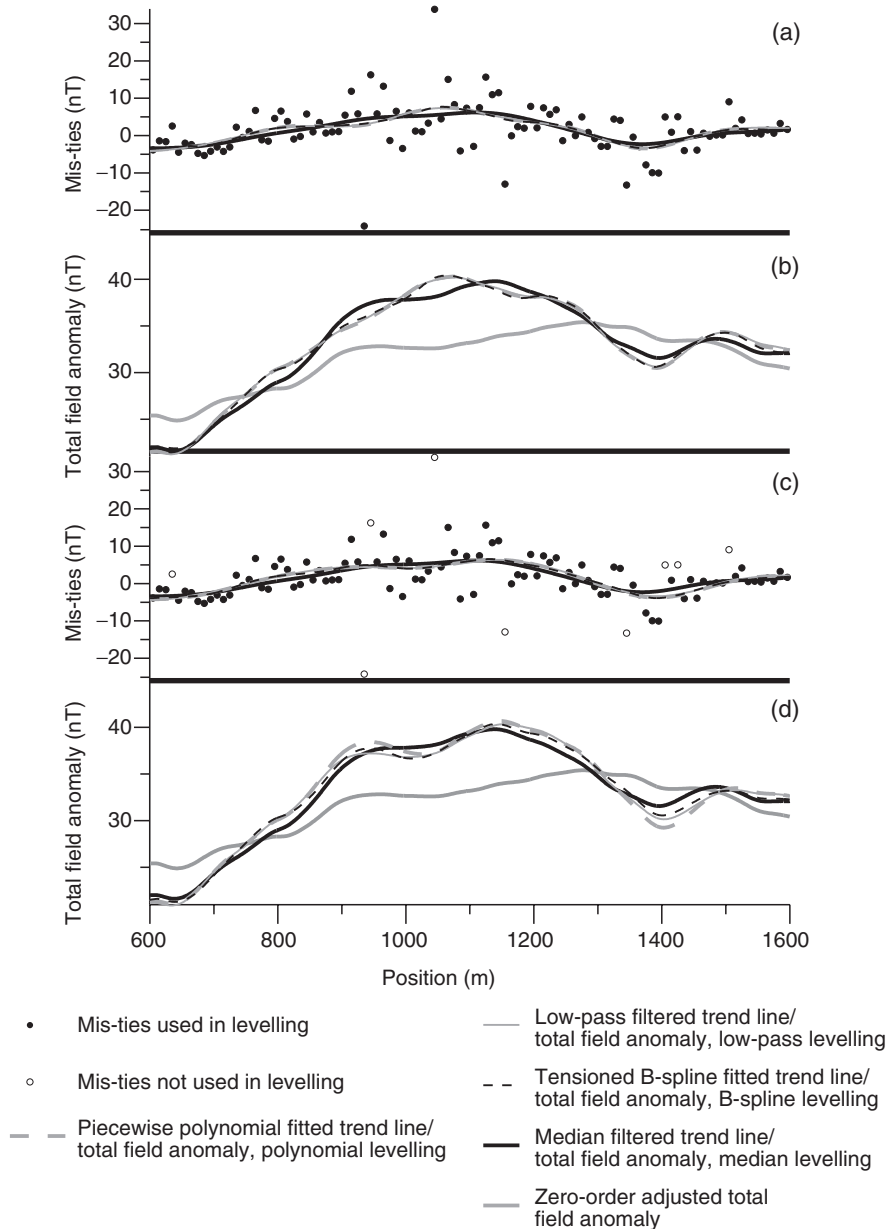 (a)
Mis-ties (nT)
30
20
10
0
−10
−20
(b)
Total field anomaly (nT)
40
30
(c)
Mis-ties (nT)
30
20
10
0
−10
−20
(d)
Total field anomaly (nT)
40
30
600 800 1000 1200 1400 1600
Position (m)
Mis-ties used in levelling
Mis-ties not used in levelling
Piecewise polynomial fitted trend line/
total field anomaly, polynomial levelling
Low-pass filtered trend line/
total field anomaly, low-pass levelling
Tensioned B-spline fitted trend line/
total field anomaly, B-spline levelling
Median filtered trend line/
total field anomaly, median levelling
Zero-order adjusted total
field anomaly